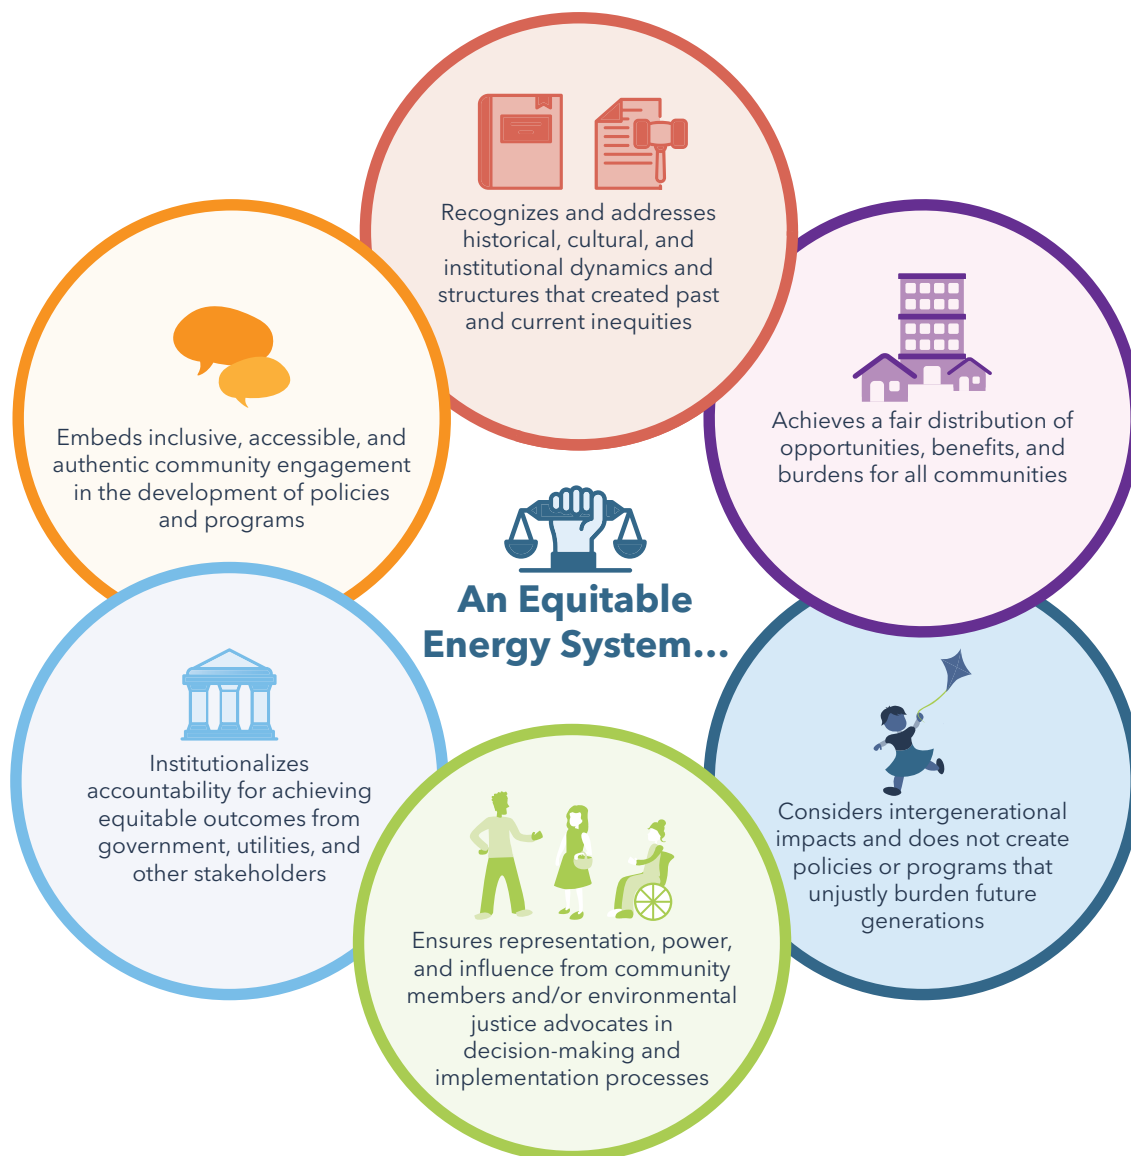 Recognizes and addresses
historical, cultural, and
institutional dynamics and
structures that created past
and current inequities
Achieves a fair distribution of
opportunities, benefits, and
burdens for all communities
Embeds inclusive, accessible, and
authentic community engagement
in the development of policies
and programs
An Equitable
Energy System...
Institutionalizes
accountability for achieving
equitable outcomes from
government, utilities, and
other stakeholders
Considers intergenerational
impacts and does not create
policies or programs that
unjustly burden future
generations
Ensures representation, power,
and influence from community
members and/or environmental
justice advocates in
decision-making and
implementation processes